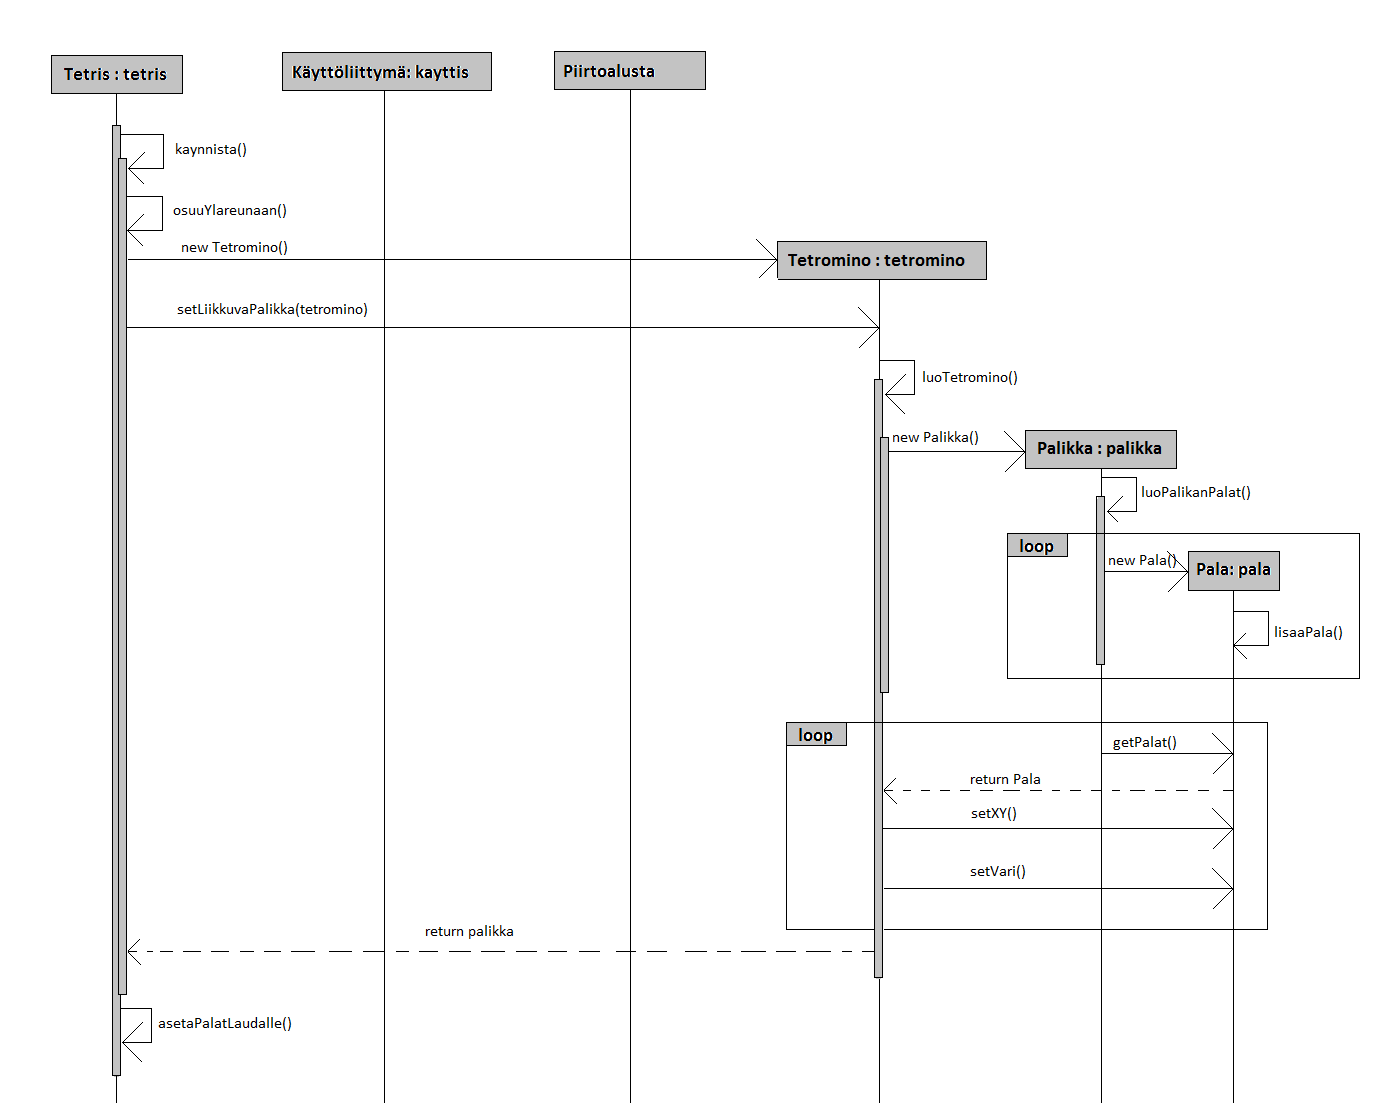 Tetris : tetris
Käyttöliittymä: kayttis
Piirtoalusta
kaynnista()
osuuYlareunaan()
new Tetromino()
Tetromino : tetromino
setLiikkuvaPalikka(tetromino)
luoTetromino()
new Palikka()
Palikka : palikka
luoPalikanPalat()
loop
new Pala()
Pala: pala
lisaaPala()
loop
getPalat()
return Pala
setXY()
setVari()
return palikka
asetaPalatLaudalle()